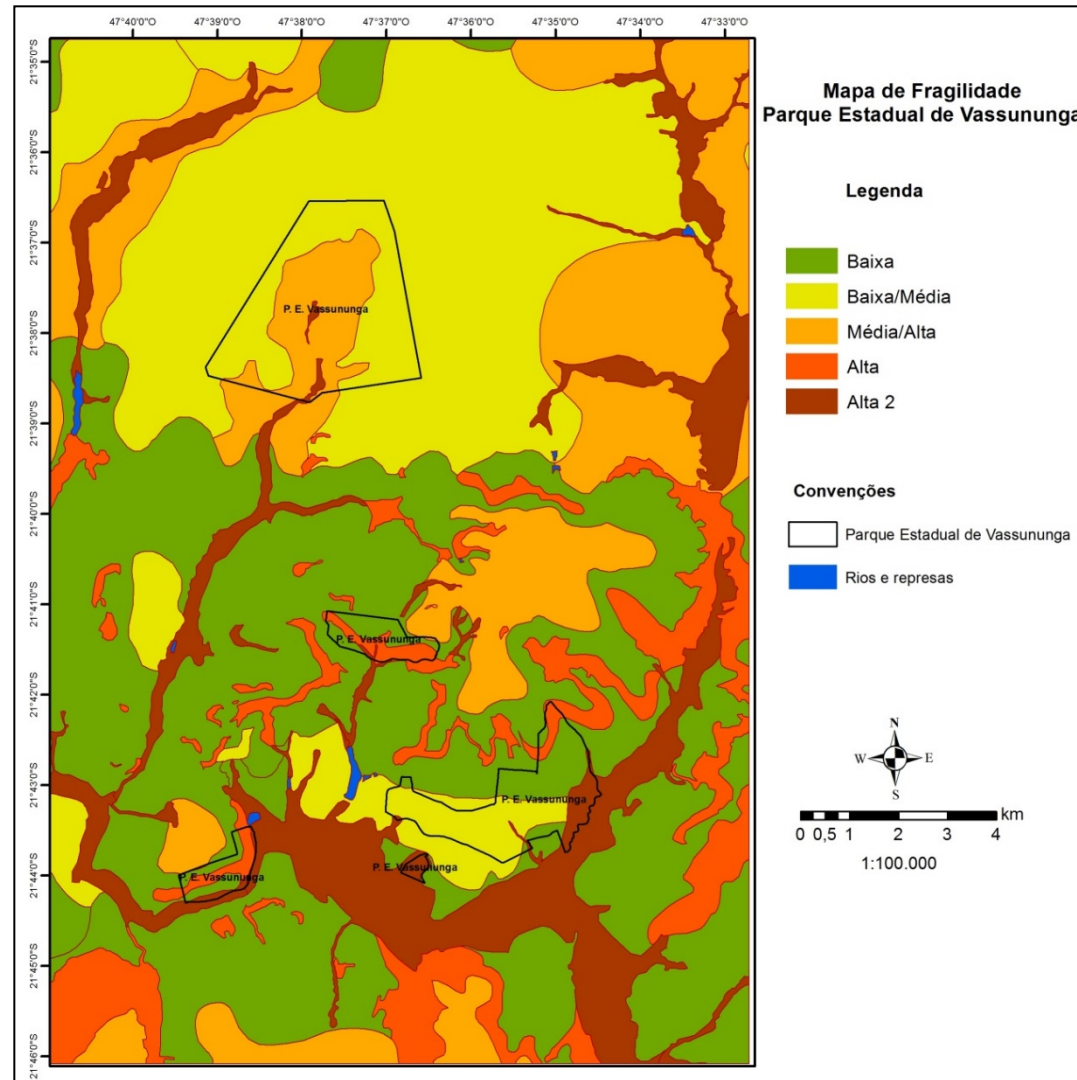 47°40'0"O 47°39'0"O 47°38'0"O 47°37'0"O 47°36'0"O 47°35'0"O 47°34'0"O 47°33'0"O
21°35'0"S
21°36'0"S
21°37'0"S
21°38'0"S
21°39'0"S
21°40'0"S
21°41'0"S
21°42'0"S
21°43'0"S
21°44'0"S
21°45'0"S
21°46'0"S
P. E. Vassununga
P. E. Vassununga
P. E. Vassununga
P. E. Vassununga
P. E. Vassununga
Mapa de Fragilidade
Parque Estadual de Vassununga
Legenda
Baixa
Baixa/Média
Média/Alta
Alta
Alta 2
Convenções
Parque Estadual de Vassununga
Rios e represas
N
W E
S
km
0 0,5 1 2 3 4
1:100.000